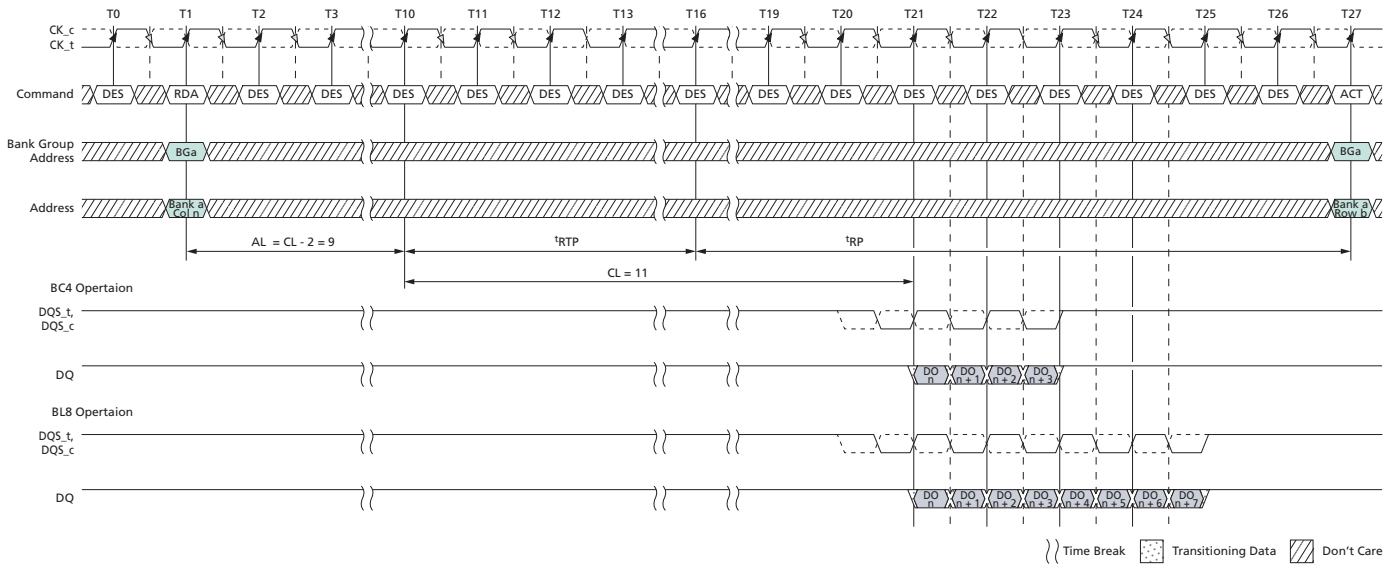 T0 T1 T2 T3 T10 T11 T12 T13 T16 T19 T20 T21 T22 T23 T24 T25 T26 T27
CK_c
CK_t
Command DES RDA DES DES DES DES DES DES DES DES DES DES DES DES DES DES DES ACT
Bank Group
Address
BGa BGa
Address
Bank a
Col n
Bank a
Row b
AL = CL - 2 = 9
tRTP
tRP
CL = 11
BC4 Opertaion
DQS_t,
DQS_c
DQ
DO
n
DO
n + 1
DO
n + 2
DO
n + 3
BL8 Opertaion
DQS_t,
DQS_c
DQ
DO
n
DO
n + 1
DO
n + 2
DO
n + 3
DO
n + 4
DO
n + 5
DO
n + 6
DO
n + 7
Time Break Transitioning Data Don't Care